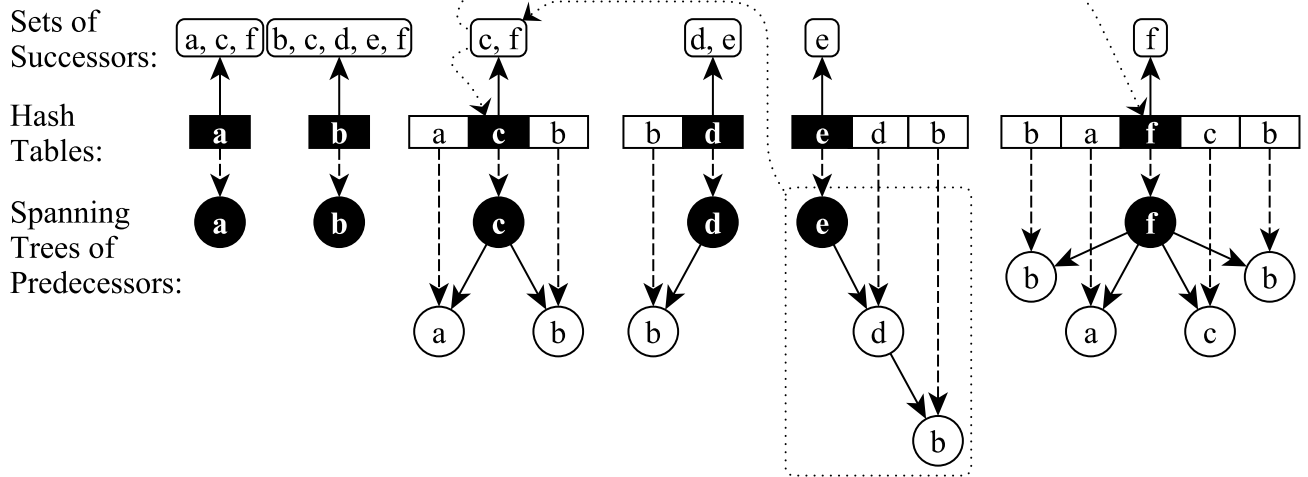 Sets of
Successors:
a, c, f
b, c, d, e, f
c, f
d, e
e
f
Hash
Tables:
a
b
a c b
b d
e d b
b a f c b
Spanning
Trees of
Predecessors:
a
b
c
d
e
f
b
b
a
b
b
d
a
c
b